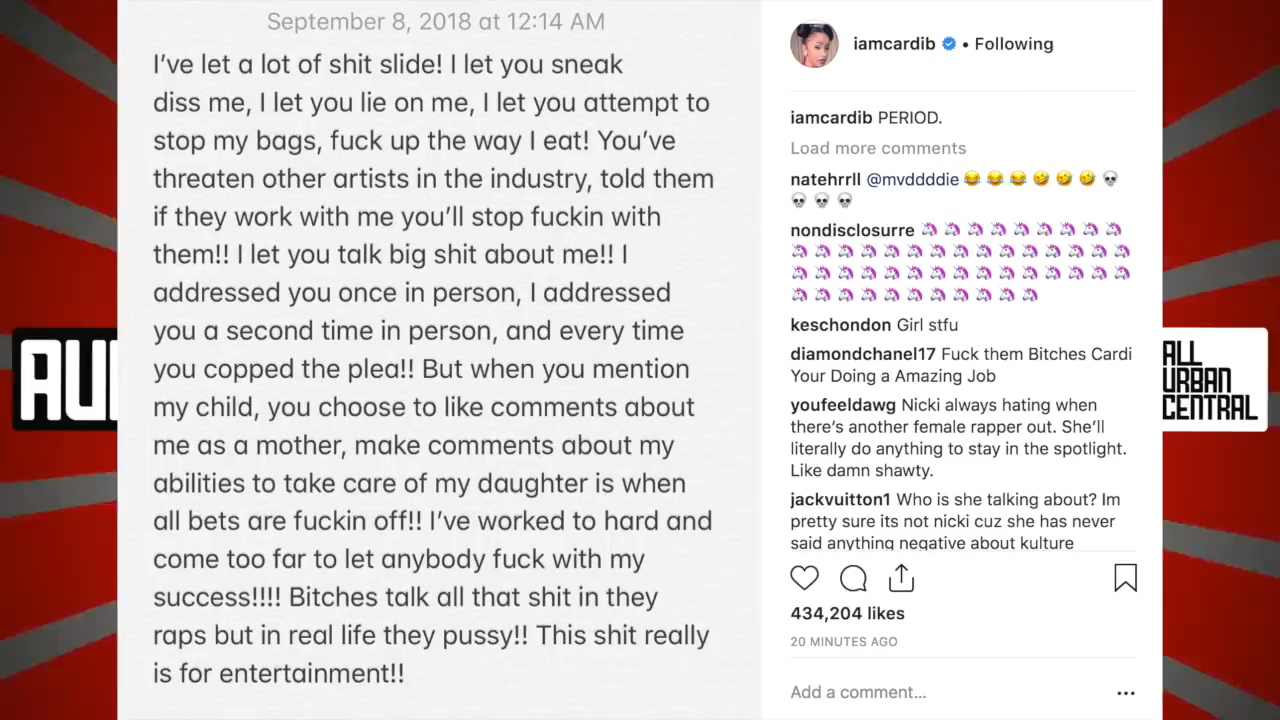 September 8, 2018 at 12:14 AM
I've let a lot of shit slide! I let you sneak
diss me, I let you lie on me, I let you attempt to
stop my bags, fuck up the way I eat! You've
threaten other artists in the industry, told them
if they work with me you'll stop fuckin with
them!! I let you talk big shit about me!! I
addressed you once in person, I addressed
you a second time in person, and every time
you copped the plea!! But when you mention
my child, you choose to like comments about
me as a mother, make comments about my
abilities to take care of my daughter is when
all bets are fuckin off!! I've worked to hard and
come too far to let anybody fuck with my
success!!!! Bitches talk all that shit in they
raps but in real life they pussy!! This shit really
is for entertainment!!
iamcardib • Following
iamcardib PERIOD.
Load more comments
natehrrll @mvddddie 😂 😂 😂 🤣 🤣 🤣 💀
💀 💀 💀
nondisclosurre 🦄 🦄 🦄 🦄 🦄 🦄 🦄 🦄 🦄
🦄 🦄 🦄 🦄 🦄 🦄 🦄 🦄 🦄 🦄 🦄 🦄 🦄 🦄 🦄
🦄 🦄 🦄 🦄 🦄 🦄 🦄 🦄 🦄 🦄 🦄 🦄 🦄 🦄 🦄
🦄 🦄 🦄 🦄 🦄 🦄 🦄 🦄 🦄 🦄 🦄
keschondon Girl stfu
diamondchanel17 Fuck them Bitches Cardi
Your Doing a Amazing Job
youfeeldawg Nicki always hating when
there's another female rapper out. She'll
literally do anything to stay in the spotlight.
Like damn shawty.
jackvuitton1 Who is she talking about? Im
pretty sure its not nicki cuz she has never
said anything negative about kulture
434,204 likes
20 MINUTES AGO
Add a comment...
AU
ALL
URBAN
CENTRAL